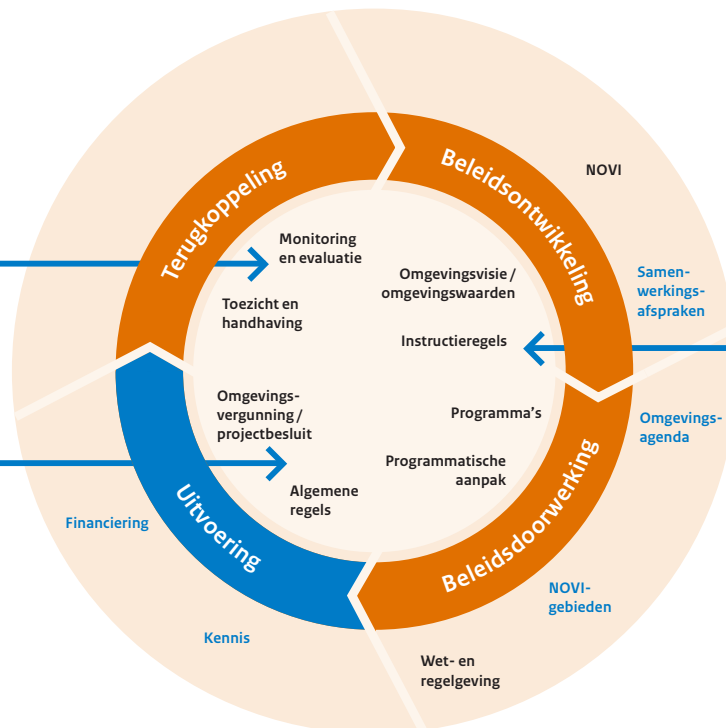 Terugkoppeling
Beleidsontwikkeling
NOVI
Monitoring
en evaluatie
Omgevingsvisie /
omgevingswaarden
Samen-
werkings-
afspraken
Toezicht en
handhaving
Instructieregels
Omgevings-
vergunning /
projectbesluit
Programma's
Omgevings-
agenda
Programmatische
aanpak
Algemene
regels
Financiering
Uitvoering
Beleidsdoorwerking
NOVI-
gebieden
Kennis
Wet- en
regelgeving